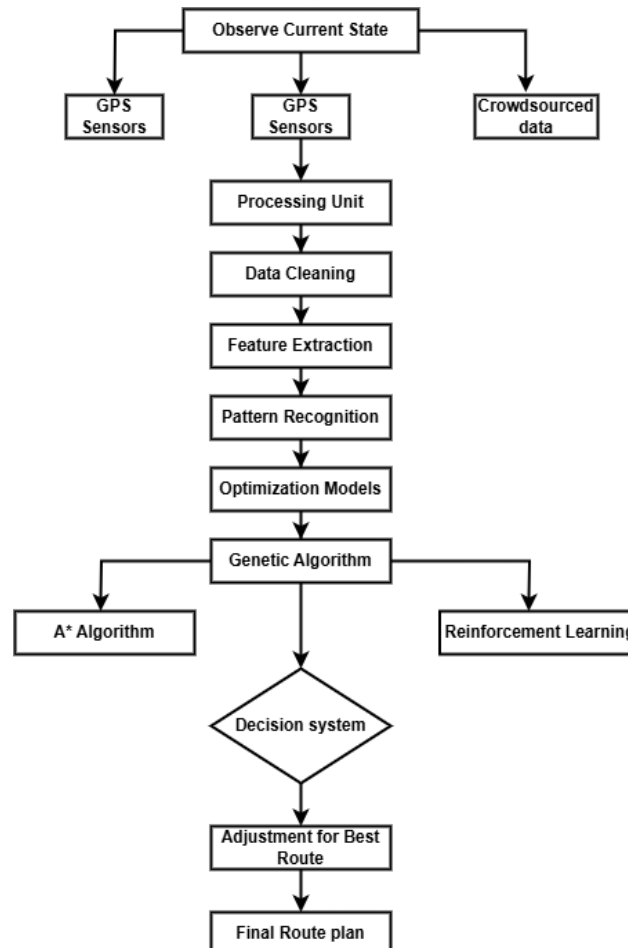 Observe Current State
GPS
Sensors
GPS
Sensors
Crowdsourced
data
Processing Unit
Data Cleaning
Feature Extraction
Pattern Recognition
Optimization Models
Genetic Algorithm
A* Algorithm
Reinforcement Learning
Decision system
Adjustment for Best
Route
Final Route plan